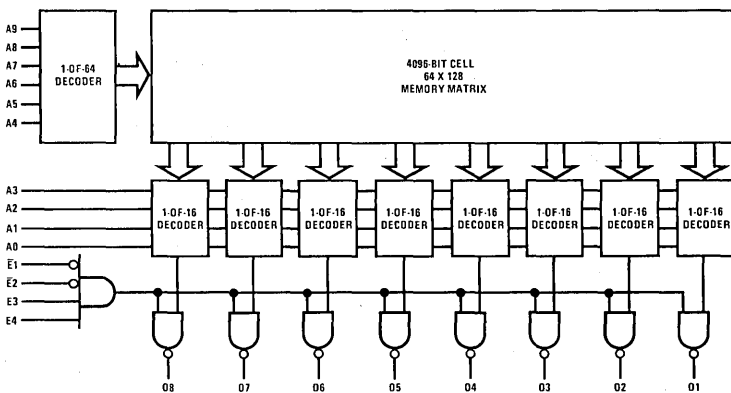 A9
A8
A7
A6
A5
A4
1-OF-64
DECODER
4096-BIT CELL
64 X 128
MEMORY MATRIX
A3
A2
A1
A0
1-OF-16
DECODER
1-OF-16
DECODER
1-OF-16
DECODER
1-OF-16
DECODER
1-OF-16
DECODER
1-OF-16
DECODER
1-OF-16
DECODER
1-OF-16
DECODER
E̅1
E̅2
E3
E4
O8
O7
O6
O5
O4
O3
O2
O1